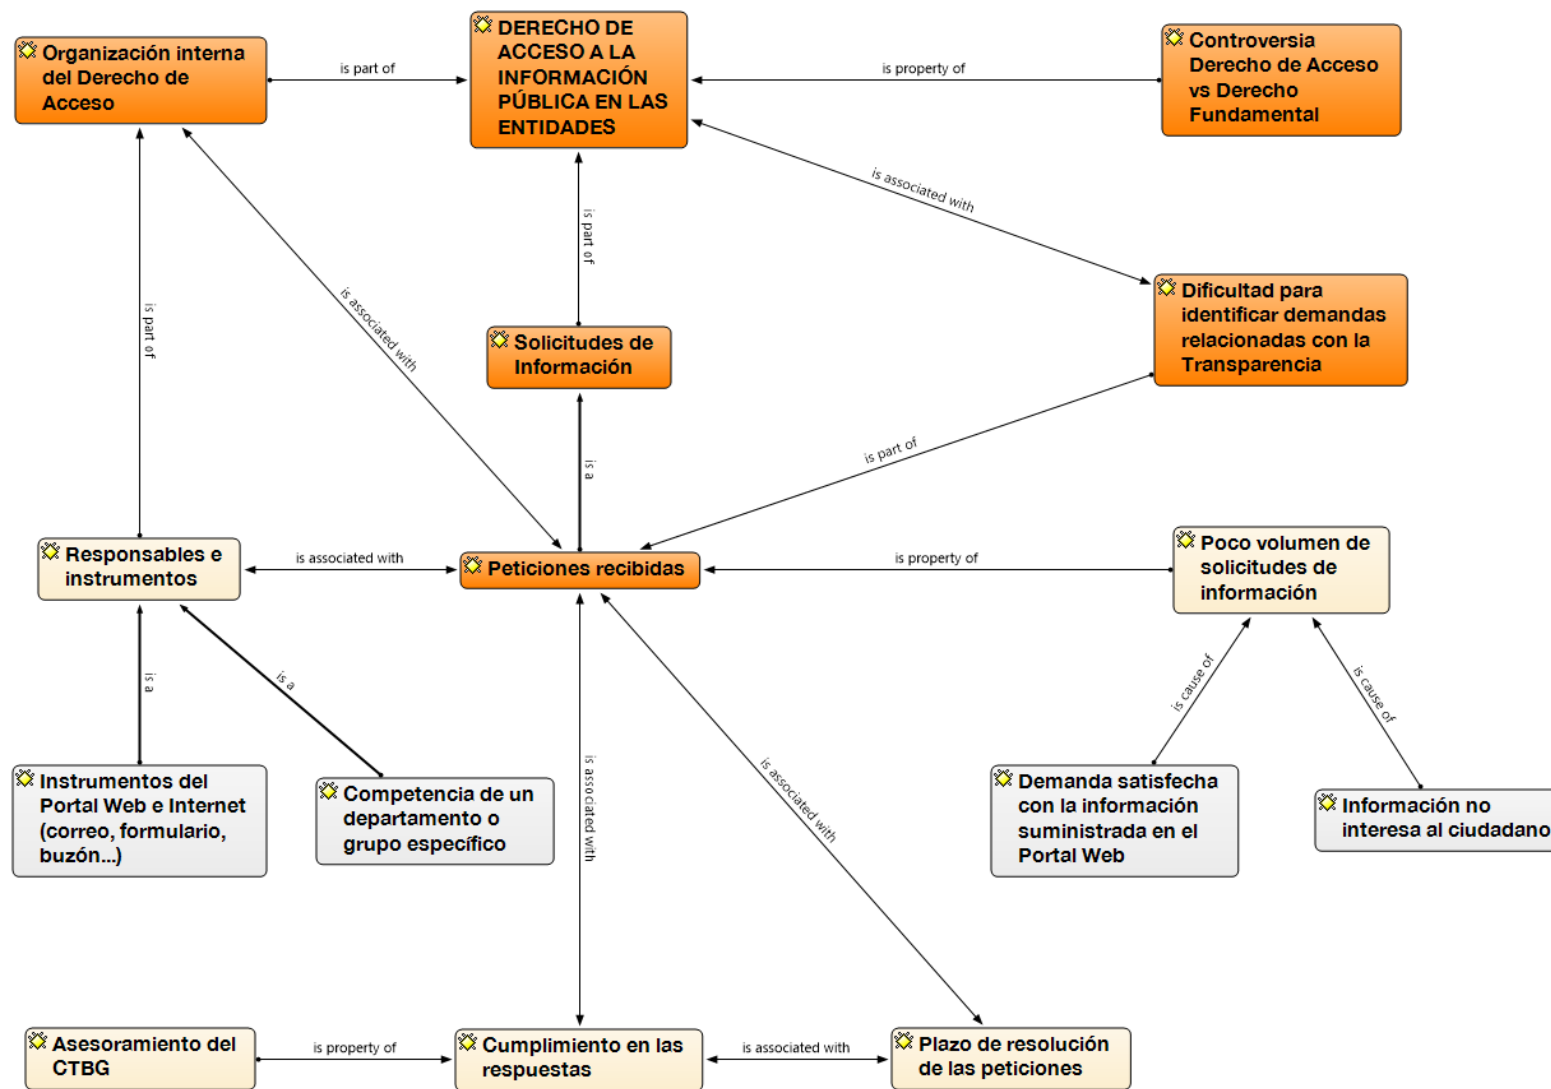 Organización interna
del Derecho de
Acceso
is part of
DERECHO DE
ACCESO A LA
INFORMACIÓN
PÚBLICA EN LAS
ENTIDADES
is property of
Controversia
Derecho de Acceso
vs Derecho
Fundamental
is associated with
is part of
is part of
is associated with
Solicitudes de
Información
Dificultad para
identificar demandas
relacionadas con la
Transparencia
is a
is part of
Responsables e
instrumentos
is associated with
Peticiones recibidas
is property of
Poco volumen de
solicitudes de
información
is a
is a
is cause of
is cause of
Instrumentos del
Portal Web e Internet
(correo, formulario,
buzón...)
Competencia de un
departamento o
grupo específico
is associated with
is associated with
Demanda satisfecha
con la información
suministrada en el
Portal Web
Información no
interesa al ciudadano
Asesoramiento del
CTBG
is property of
Cumplimiento en las
respuestas
is associated with
Plazo de resolución
de las peticiones